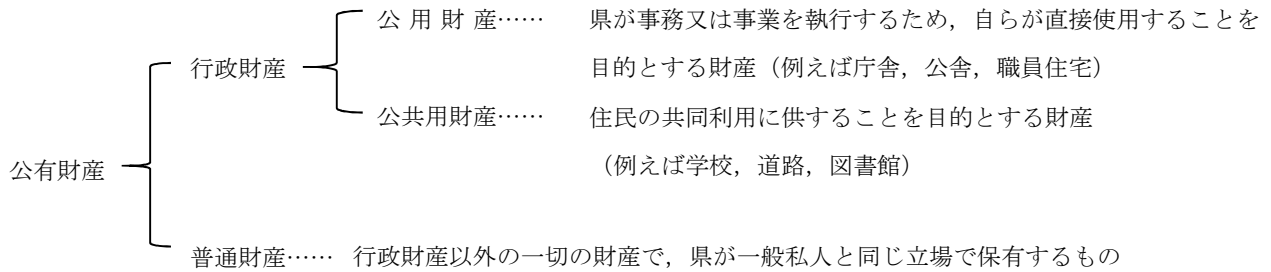 公 用 財 産…… 県が事務又は事業を執行するため，自らが直接使用することを
行政財産 目的とする財産（例えば庁舎，公舎，職員住宅）
公共用財産…… 住民の共同利用に供することを目的とする財産
公有財産 （例えば学校，道路，図書館）
普通財産…… 行政財産以外の一切の財産で，県が一般私人と同じ立場で保有するもの